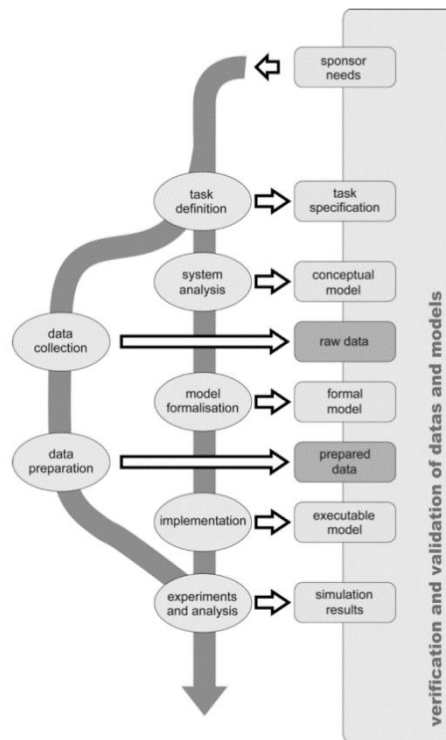 sponsor
needs
task
definition
task
specification
system
analysis
conceptual
model
data
collection
raw data
model
formalisation
formal
model
data
preparation
prepared
data
implementation
executable
model
experiments
and analysis
simulation
results
verification and validation of datas and models